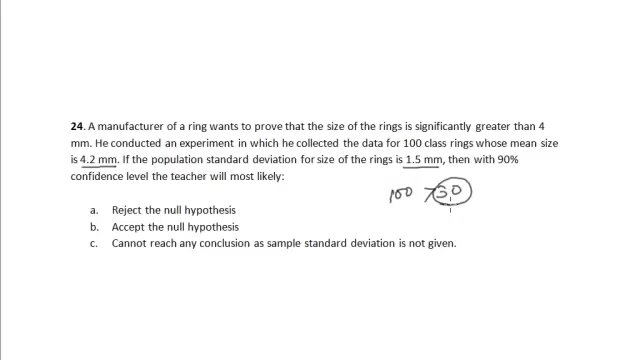 24. A manufacturer of a ring wants to prove that the size of the rings is significantly greater than 4
mm. He conducted an experiment in which he collected the data for 100 class rings whose mean size
is 4.2 mm. If the population standard deviation for size of the rings is 1.5 mm, then with 90%
confidence level the teacher will most likely:
100 >30
a. Reject the null hypothesis
b. Accept the null hypothesis
c. Cannot reach any conclusion as sample standard deviation is not given.